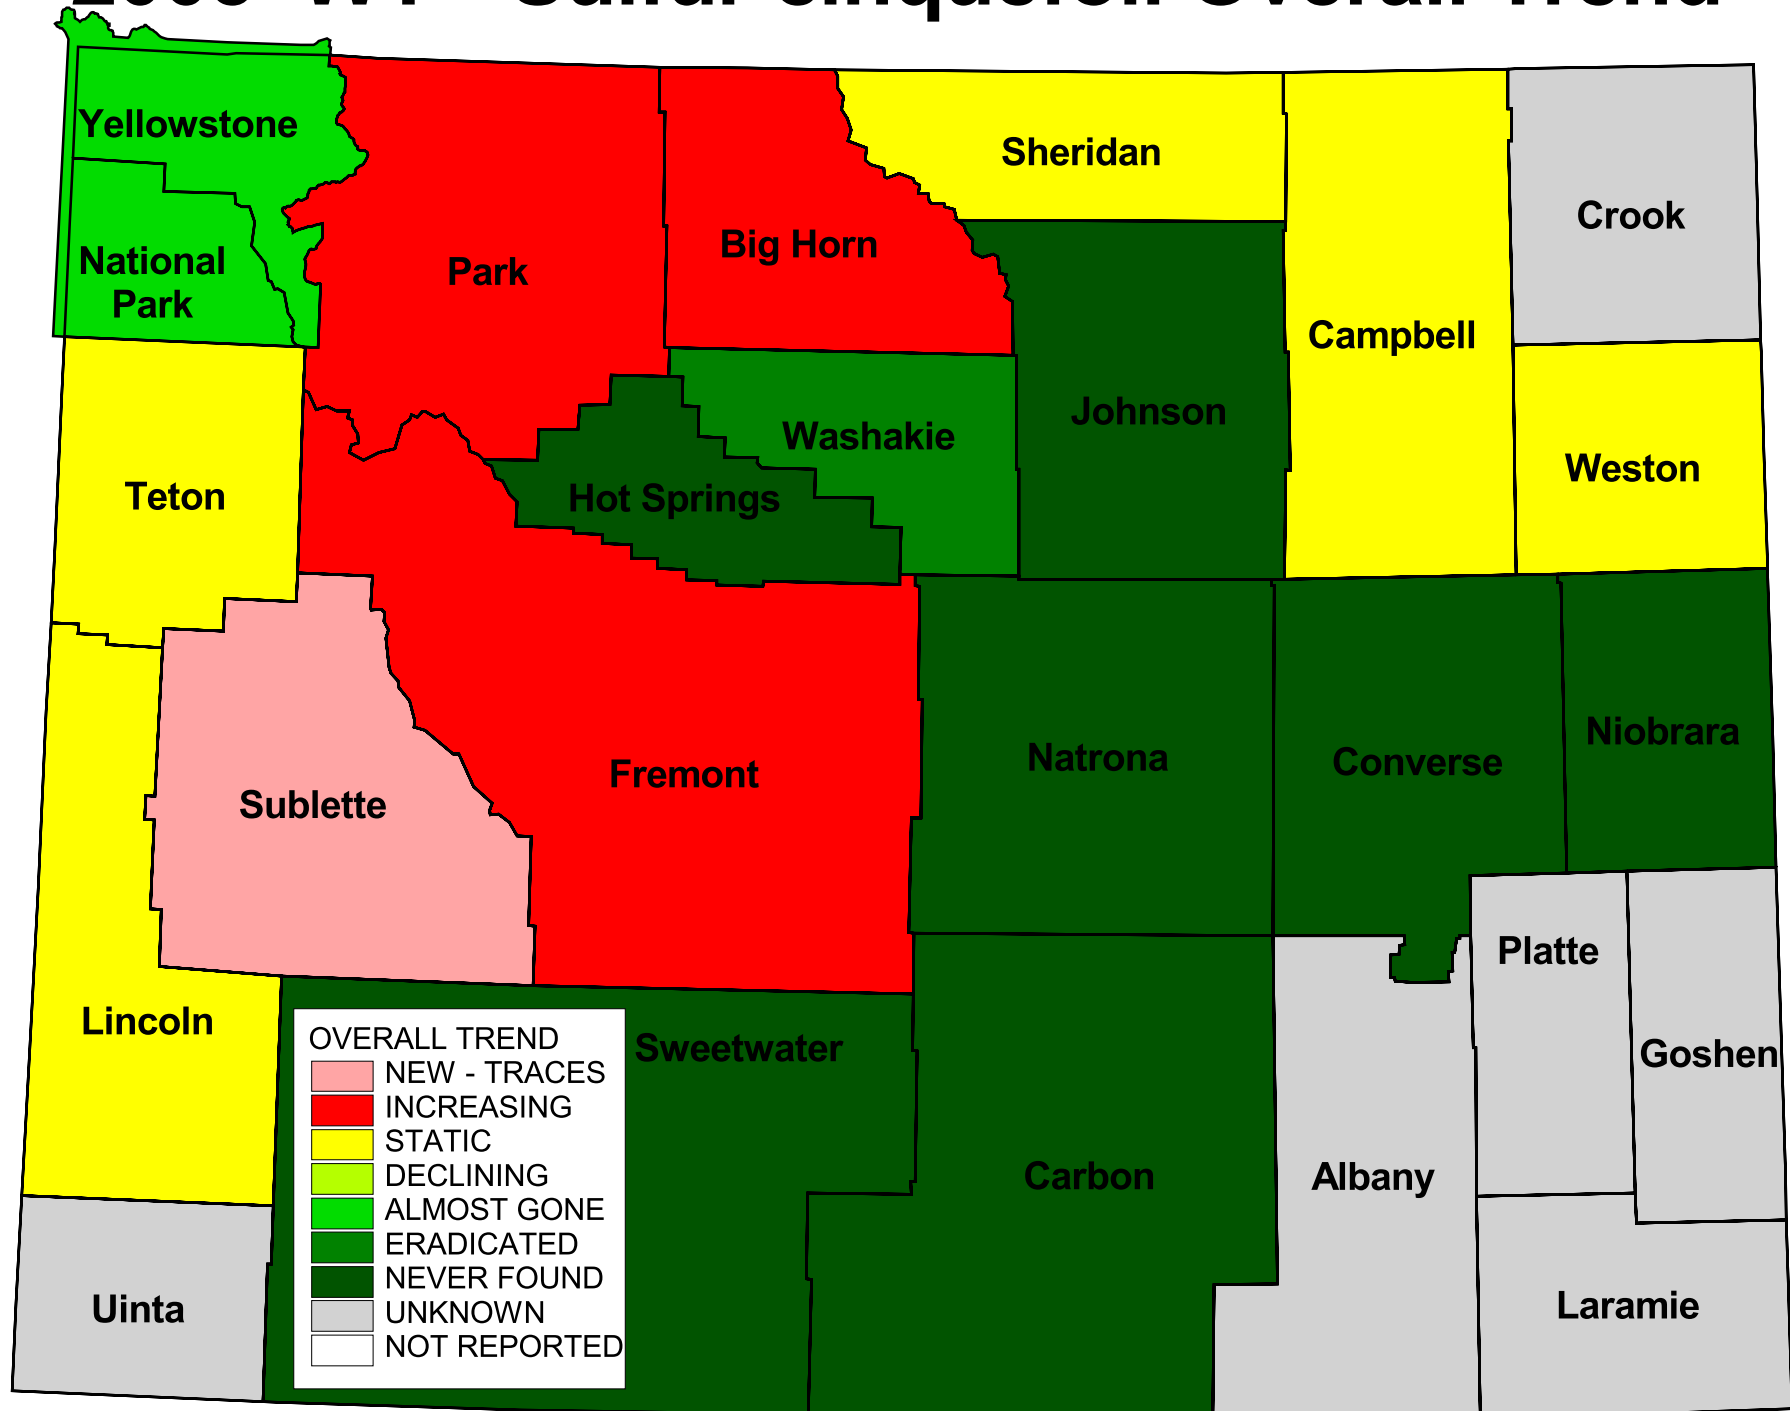 Yellowstone
National
Park
Park
Big Horn
Sheridan
Campbell
Crook
Johnson
Washakie
Hot Springs
Weston
Teton
Sublette
Fremont
Natrona
Converse
Niobrara
Lincoln
Platte
Goshen
Sweetwater
Carbon
Albany
Uinta
Laramie
OVERALL TREND
NEW - TRACES
INCREASING
STATIC
DECLINING
ALMOST GONE
ERADICATED
NEVER FOUND
UNKNOWN
NOT REPORTED